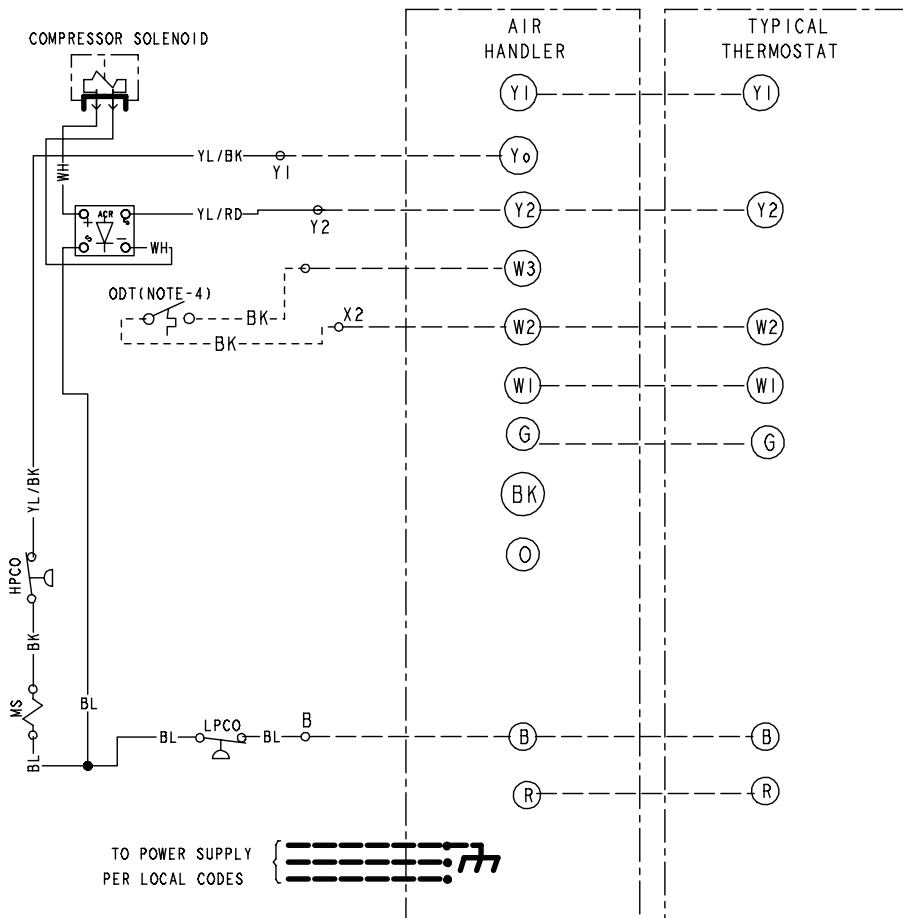 COMPRESSOR SOLENOID
AIR
HANDLER
TYPICAL
THERMOSTAT
Y1
Y1
YL/BK
Y1
Yo
WH
ACR
+
S
S
-
YL/RD
Y2
Y2
Y2
WH
W3
ODT(NOTE-4)
BK
BK
X2
W2
W2
W1
W1
G
G
BK
O
YL/BK
HPCO
BK
MS
BL
BL
BL
LPCO
BL
B
B
B
R
R
TO POWER SUPPLY
PER LOCAL CODES